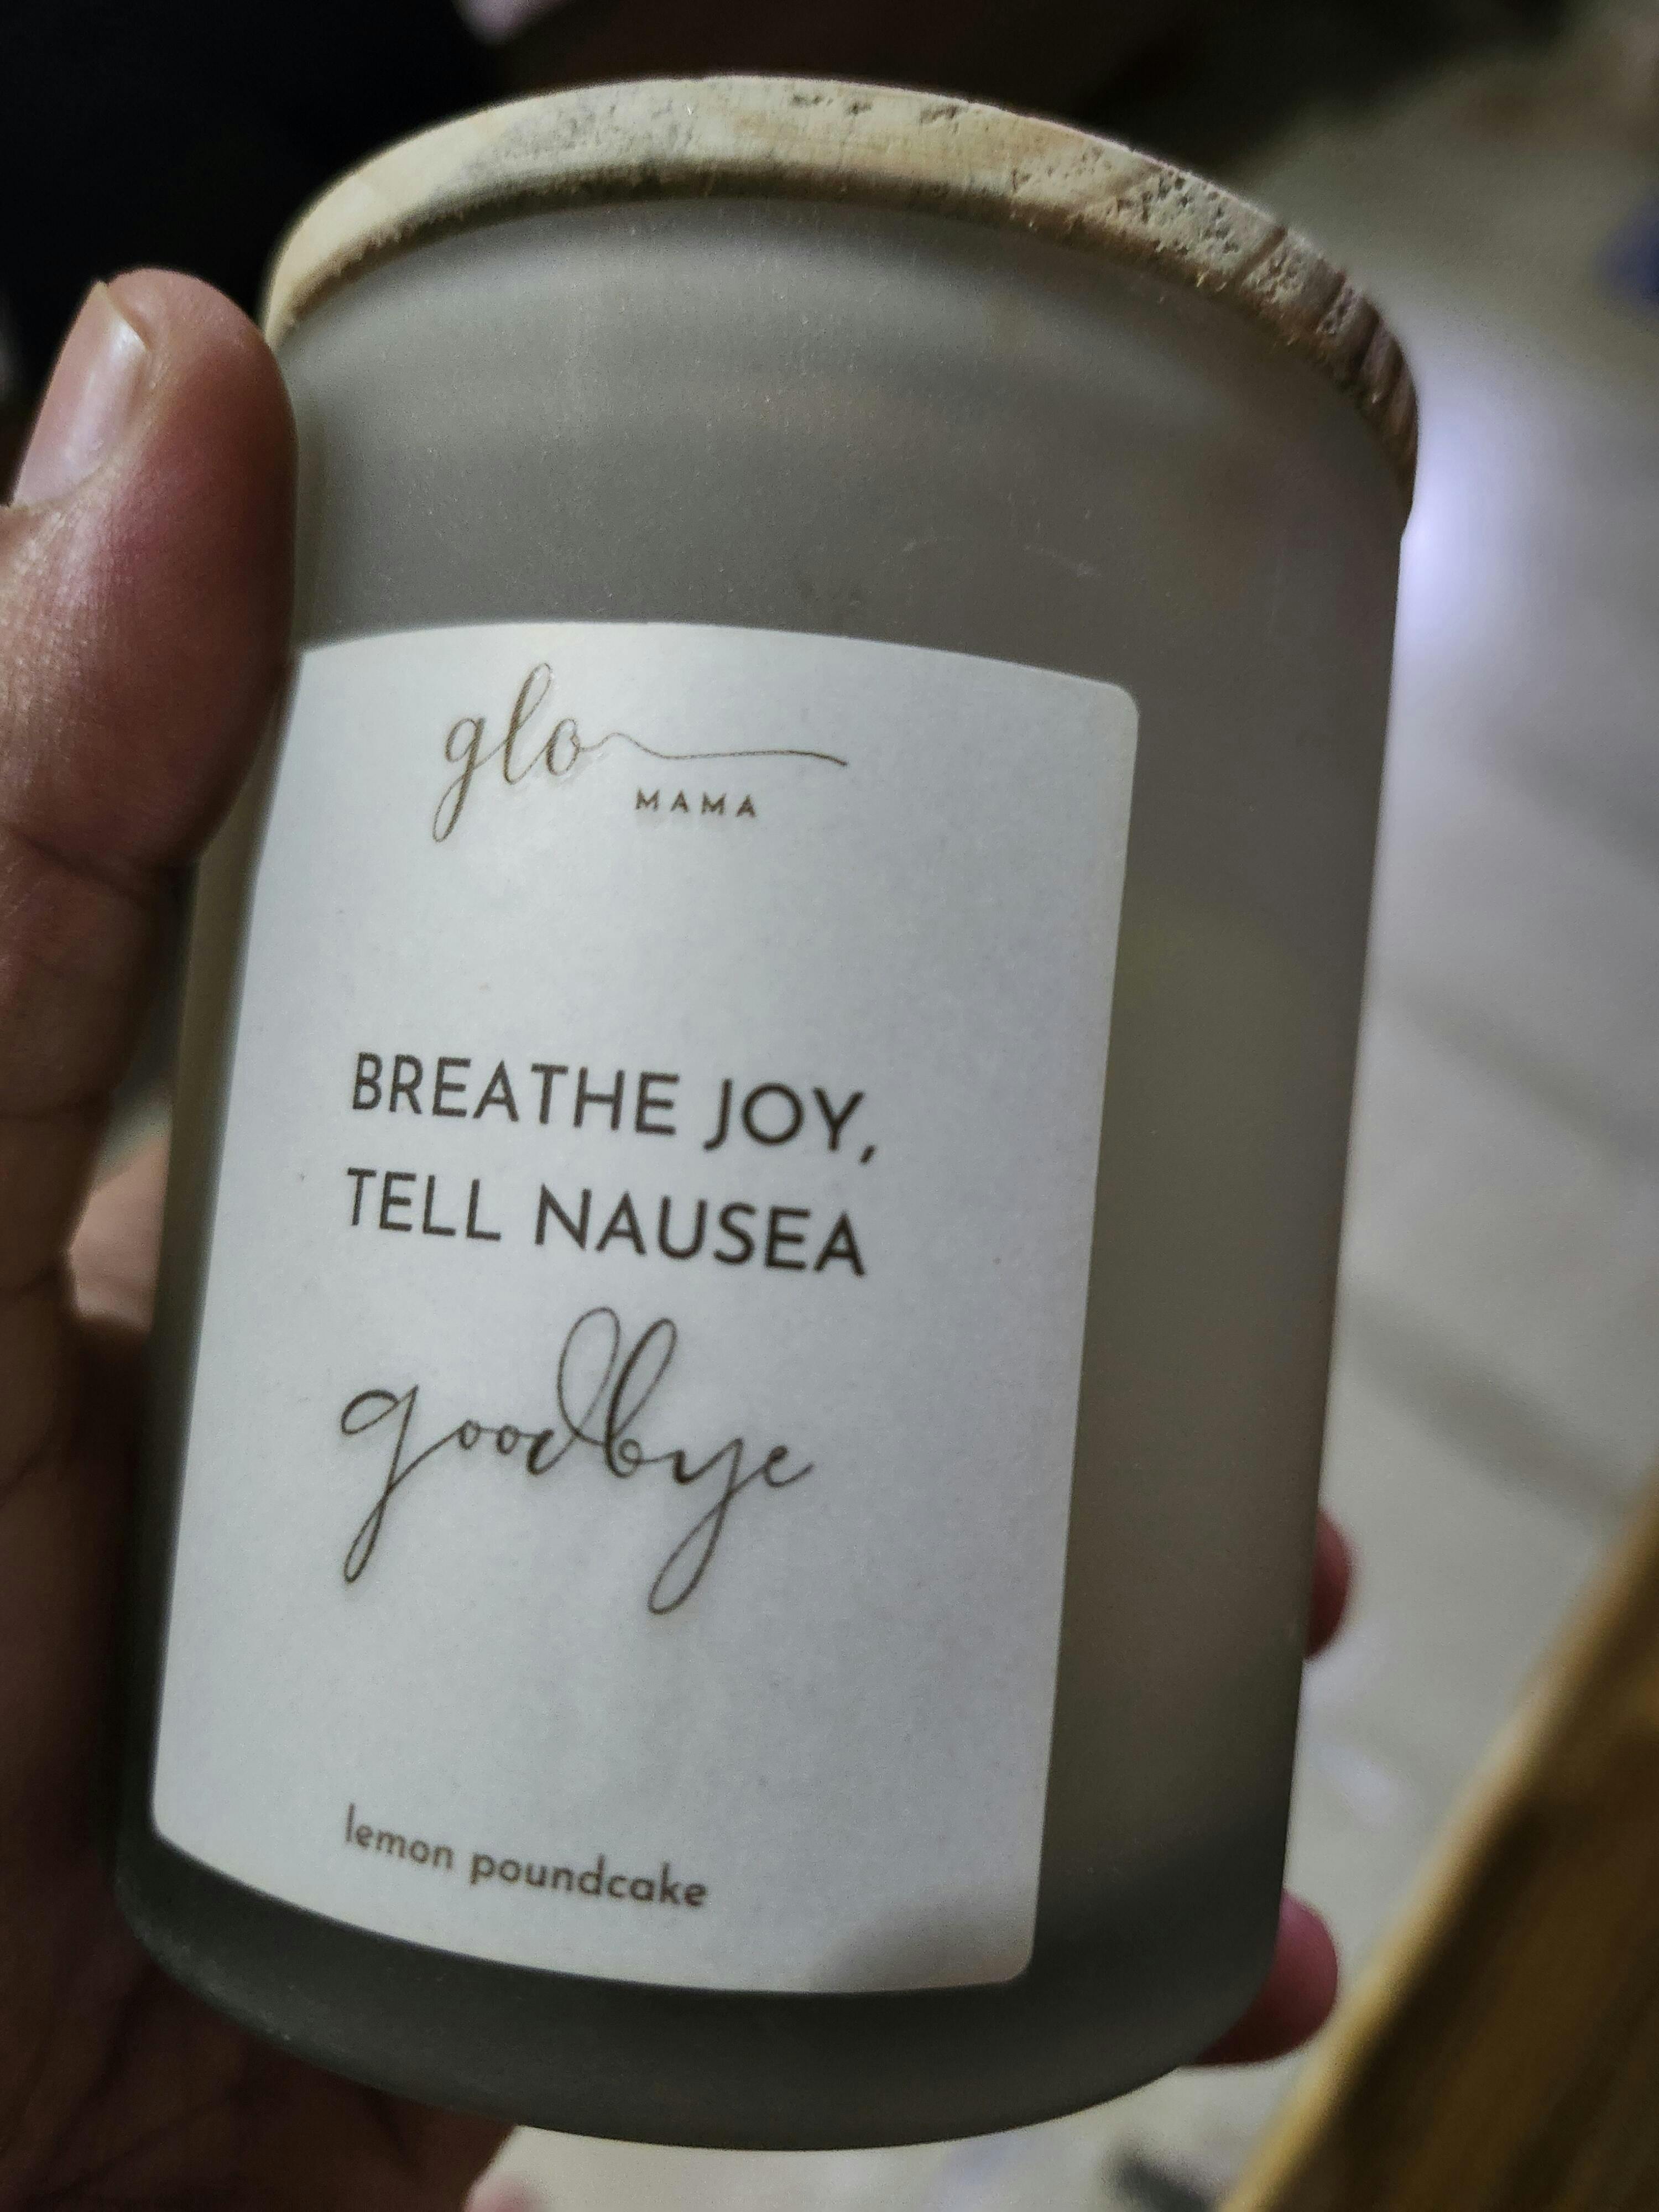 glo
MAMA
BREATHE JOY,
TELL NAUSEA
goodbye
lemon poundcake